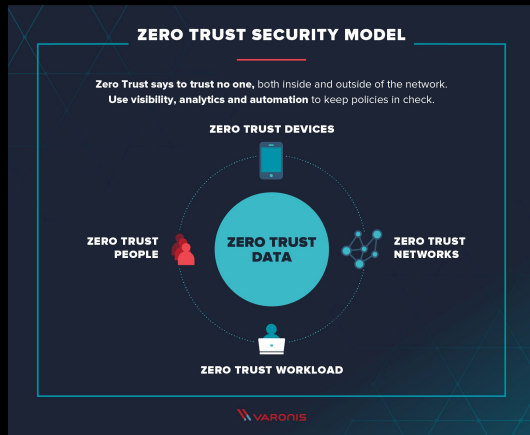 ZERO TRUST SECURITY MODEL
Zero Trust says to trust no one, both inside and outside of the network.
Use visibility, analytics and automation to keep policies in check.
ZERO TRUST DEVICES
ZERO TRUST
PEOPLE
ZERO TRUST
DATA
ZERO TRUST
NETWORKS
ZERO TRUST WORKLOAD
VARONIS